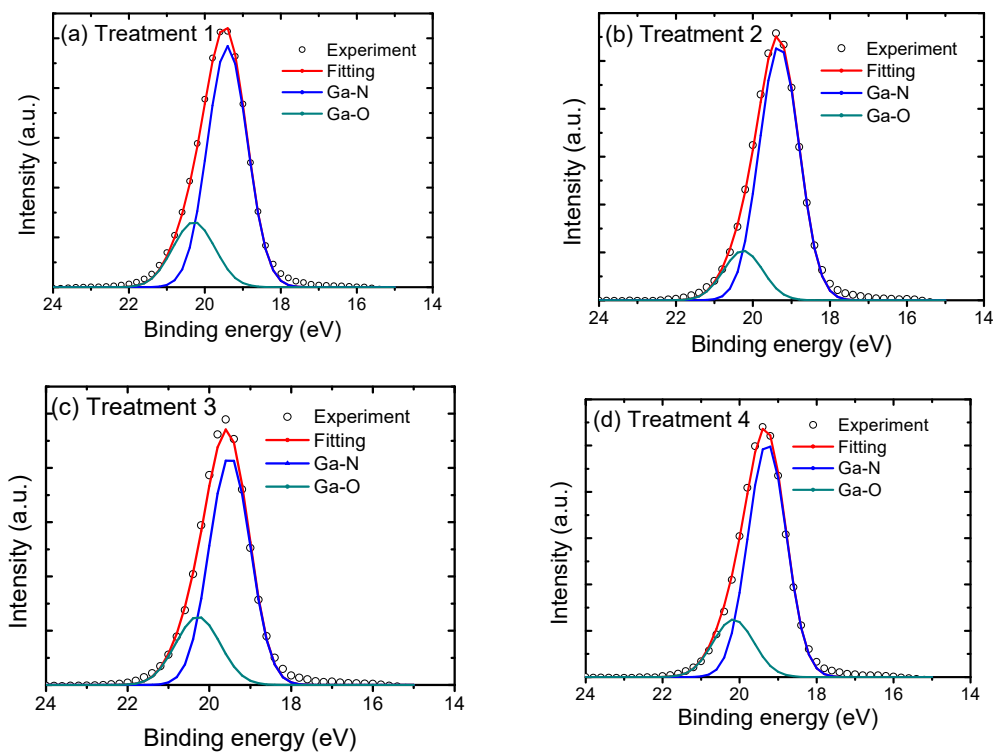 (a) Treatment 1
Experiment
Fitting
Ga-N
Ga-O
Intensity (a.u.)
24 22 20 18 16 14
Binding energy (eV)
(b) Treatment 2
Experiment
Fitting
Ga-N
Ga-O
Intensity (a.u.)
24 22 20 18 16 14
Binding energy (eV)
(c) Treatment 3
Experiment
Fitting
Ga-N
Ga-O
Intensity (a.u.)
24 22 20 18 16 14
Binding energy (eV)
(d) Treatment 4
Experiment
Fitting
Ga-N
Ga-O
Intensity (a.u.)
24 22 20 18 16 14
Binding energy (eV)